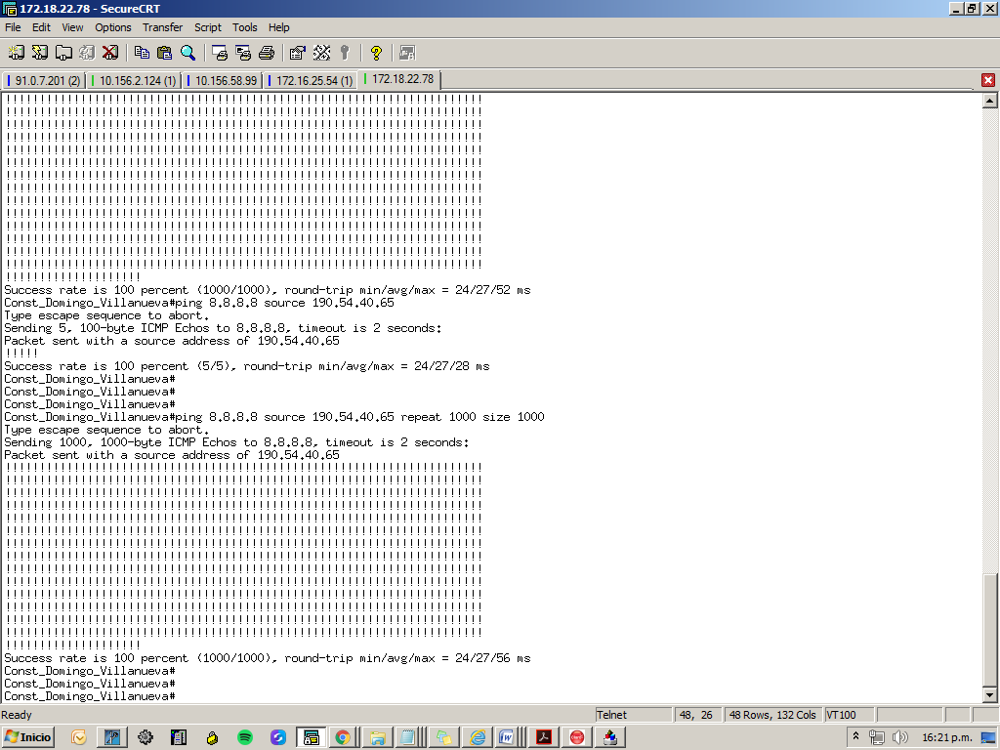 172.18.22.78 - SecureCRT
File Edit View Options Transfer Script Tools Help
91.0.7.201 (2) 10.156.2.124 (1) 10.156.58.99 172.16.25.54 (1) 172.18.22.78
!!!!!!!!!!!!!!!!!!!!!!!!!!!!!!!!!!!!!!!!!!!!!!!!!!!!!!!!!!!!!!!!!!!!!!
!!!!!!!!!!!!!!!!!!!!!!!!!!!!!!!!!!!!!!!!!!!!!!!!!!!!!!!!!!!!!!!!!!!!!!
!!!!!!!!!!!!!!!!!!!!!!!!!!!!!!!!!!!!!!!!!!!!!!!!!!!!!!!!!!!!!!!!!!!!!!
!!!!!!!!!!!!!!!!!!!!!!!!!!!!!!!!!!!!!!!!!!!!!!!!!!!!!!!!!!!!!!!!!!!!!!
!!!!!!!!!!!!!!!!!!!!!!!!!!!!!!!!!!!!!!!!!!!!!!!!!!!!!!!!!!!!!!!!!!!!!!
!!!!!!!!!!!!!!!!!!!!!!!!!!!!!!!!!!!!!!!!!!!!!!!!!!!!!!!!!!!!!!!!!!!!!!
!!!!!!!!!!!!!!!!!!!!!!!!!!!!!!!!!!!!!!!!!!!!!!!!!!!!!!!!!!!!!!!!!!!!!!
!!!!!!!!!!!!!!!!!!!!!!!!!!!!!!!!!!!!!!!!!!!!!!!!!!!!!!!!!!!!!!!!!!!!!!
!!!!!!!!!!!!!!!!!!!!!!!!!!!!!!!!!!!!!!!!!!!!!!!!!!!!!!!!!!!!!!!!!!!!!!
!!!!!!!!!!!!!!!!!!!!!!!!!!!!!!!!!!!!!!!!!!!!!!!!!!!!!!!!!!!!!!!!!!!!!!
!!!!!!!!!!!!!!!!!!!!!!!!!!!!!!!!!!!!!!!!!!!!!!!!!!!!!!!!!!!!!!!!!!!!!!
!!!!!!!!!!!!!!!!!!!!!!!!!!!!!!!!!!!!!!!!!!!!!!!!!!!!!!!!!!!!!!!!!!!!!!
!!!!!!!!!!!!!!!!!!!!!!!!!!!!!!!!!!!!!!!!!!!!!!!!!!!!!!!!!!!!!!!!!!!!!!
!!!!!!!!!!!!!!!!!!!!!!!!!!!!!!!!!!!!!!!!!!!!!!!!!!!!!!!!!!!!!!!!!!!!!!
!!!!!!!!!!!!!!!!!!!!
Success rate is 100 percent (1000/1000), round-trip min/avg/max = 24/27/52 ms
Const_Domingo_Villanueva#ping 8.8.8.8 source 190.54.40.65
Type escape sequence to abort.
Sending 5, 100-byte ICMP Echos to 8.8.8.8, timeout is 2 seconds:
Packet sent with a source address of 190.54.40.65
!!!!!
Success rate is 100 percent (5/5), round-trip min/avg/max = 24/27/28 ms
Const_Domingo_Villanueva#
Const_Domingo_Villanueva#
Const_Domingo_Villanueva#
Const_Domingo_Villanueva#ping 8.8.8.8 source 190.54.40.65 repeat 1000 size 1000
Type escape sequence to abort.
Sending 1000, 1000-byte ICMP Echos to 8.8.8.8, timeout is 2 seconds:
Packet sent with a source address of 190.54.40.65
!!!!!!!!!!!!!!!!!!!!!!!!!!!!!!!!!!!!!!!!!!!!!!!!!!!!!!!!!!!!!!!!!!!!!!
!!!!!!!!!!!!!!!!!!!!!!!!!!!!!!!!!!!!!!!!!!!!!!!!!!!!!!!!!!!!!!!!!!!!!!
!!!!!!!!!!!!!!!!!!!!!!!!!!!!!!!!!!!!!!!!!!!!!!!!!!!!!!!!!!!!!!!!!!!!!!
!!!!!!!!!!!!!!!!!!!!!!!!!!!!!!!!!!!!!!!!!!!!!!!!!!!!!!!!!!!!!!!!!!!!!!
!!!!!!!!!!!!!!!!!!!!!!!!!!!!!!!!!!!!!!!!!!!!!!!!!!!!!!!!!!!!!!!!!!!!!!
!!!!!!!!!!!!!!!!!!!!!!!!!!!!!!!!!!!!!!!!!!!!!!!!!!!!!!!!!!!!!!!!!!!!!!
!!!!!!!!!!!!!!!!!!!!!!!!!!!!!!!!!!!!!!!!!!!!!!!!!!!!!!!!!!!!!!!!!!!!!!
!!!!!!!!!!!!!!!!!!!!!!!!!!!!!!!!!!!!!!!!!!!!!!!!!!!!!!!!!!!!!!!!!!!!!!
!!!!!!!!!!!!!!!!!!!!!!!!!!!!!!!!!!!!!!!!!!!!!!!!!!!!!!!!!!!!!!!!!!!!!!
!!!!!!!!!!!!!!!!!!!!!!!!!!!!!!!!!!!!!!!!!!!!!!!!!!!!!!!!!!!!!!!!!!!!!!
!!!!!!!!!!!!!!!!!!!!!!!!!!!!!!!!!!!!!!!!!!!!!!!!!!!!!!!!!!!!!!!!!!!!!!
!!!!!!!!!!!!!!!!!!!!!!!!!!!!!!!!!!!!!!!!!!!!!!!!!!!!!!!!!!!!!!!!!!!!!!
!!!!!!!!!!!!!!!!!!!!!!!!!!!!!!!!!!!!!!!!!!!!!!!!!!!!!!!!!!!!!!!!!!!!!!
!!!!!!!!!!!!!!!!!!!!!!!!!!!!!!!!!!!!!!!!!!!!!!!!!!!!!!!!!!!!!!!!!!!!!!
!!!!!!!!!!!!!!!!!!!!
Success rate is 100 percent (1000/1000), round-trip min/avg/max = 24/27/56 ms
Const_Domingo_Villanueva#
Const_Domingo_Villanueva#
Const_Domingo_Villanueva#
Ready Telnet 48, 26 48 Rows, 132 Cols VT100
Inicio 16:21 p.m.